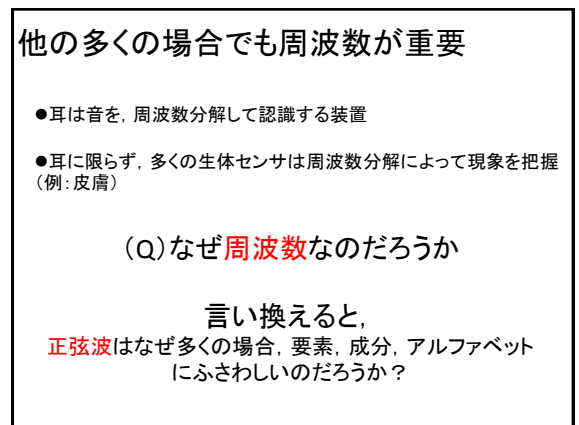 他の多くの場合でも周波数が重要
●耳は音を，周波数分解して認識する装置
●耳に限らず，多くの生体センサは周波数分解によって現象を把握
（例：皮膚）
（Q）なぜ周波数なのだろうか
言い換えると，
正弦波はなぜ多くの場合，要素，成分，アルファベット
にふさわしいのだろうか？